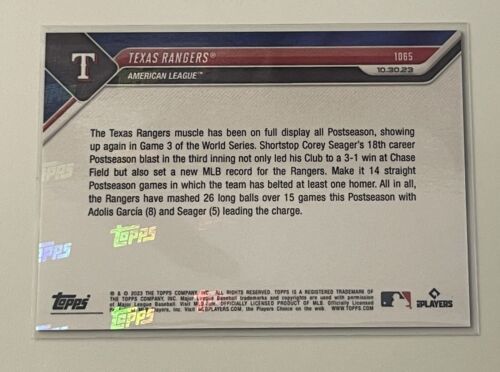 T
TEXAS RANGERS®
1065
AMERICAN LEAGUE™
10.30.23
The Texas Rangers muscle has been on full display all Postseason, showing
up again in Game 3 of the World Series. Shortstop Corey Seager's 18th career
Postseason blast in the third inning not only led his Club to a 3-1 win at Chase
Field but also set a new MLB record for the Rangers. Make it 14 straight
Postseason games in which the team has belted at least one homer. All in all,
the Rangers have mashed 26 long balls over 15 games this Postseason with
Adolis García (8) and Seager (5) leading the charge.
topps
topps
topps
topps
® & © 2023 THE TOPPS COMPANY, INC. ALL RIGHTS RESERVED. TOPPS IS A REGISTERED TRADEMARK OF
THE TOPPS COMPANY, INC. Major League Baseball trademarks and copyrights are used with permission
of Major League Baseball. Visit MLB.com. OFFICIALLY LICENSED PRODUCT OF MLB PLAYERS, INC.
Visit MLBPLAYERS.com, the Players Choice on the web. WWW.TOPPS.COM
PLAYERS